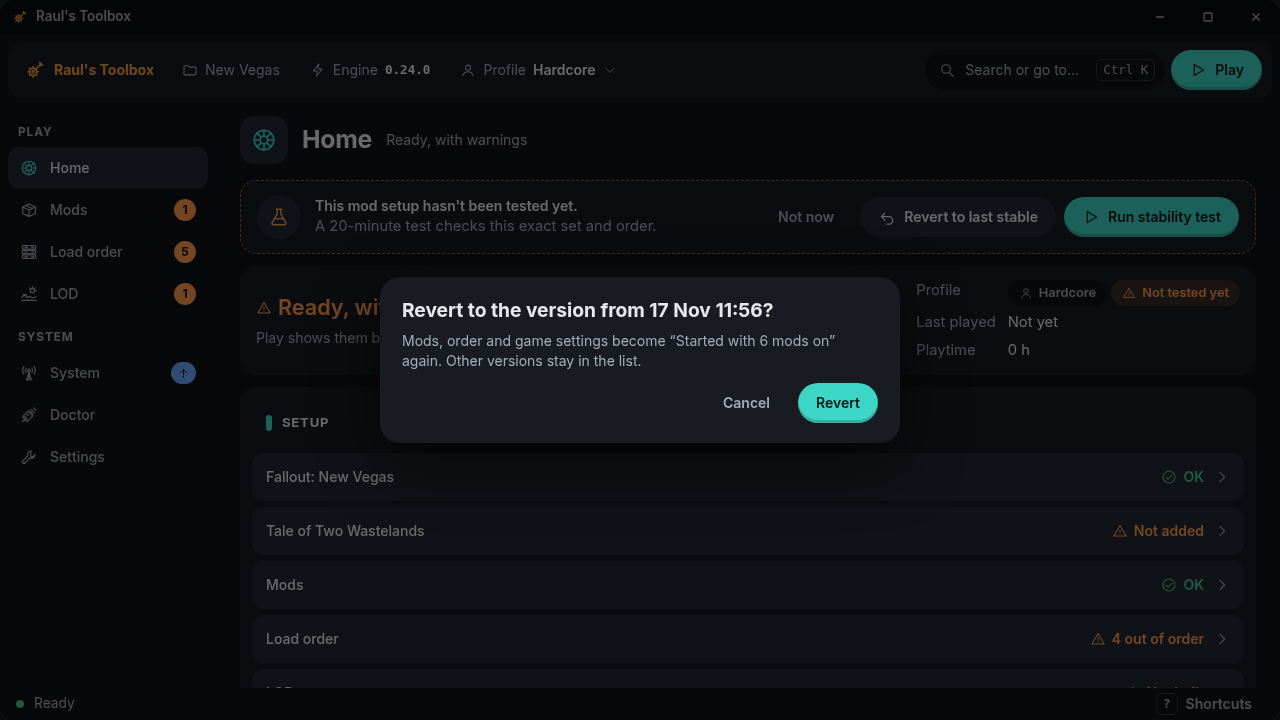 Raul's Toolbox
Raul's Toolbox
New Vegas
Engine 0.24.0
Profile Hardcore
Search or go to...
Ctrl K
Play
PLAY
Home
Mods 1
Load order 5
LOD 1
SYSTEM
System
Doctor
Settings
Home
Ready, with warnings
This mod setup hasn't been tested yet.
A 20-minute test checks this exact set and order.
Not now
Revert to last stable
Run stability test
Ready, wi
Play shows them b
Profile
Hardcore
Not tested yet
Last played Not yet
Playtime 0 h
Revert to the version from 17 Nov 11:56?
Mods, order and game settings become “Started with 6 mods on”
again. Other versions stay in the list.
Cancel
Revert
SETUP
Fallout: New Vegas
OK
Tale of Two Wastelands
Not added
Mods
OK
Load order
4 out of order
Ready
? Shortcuts